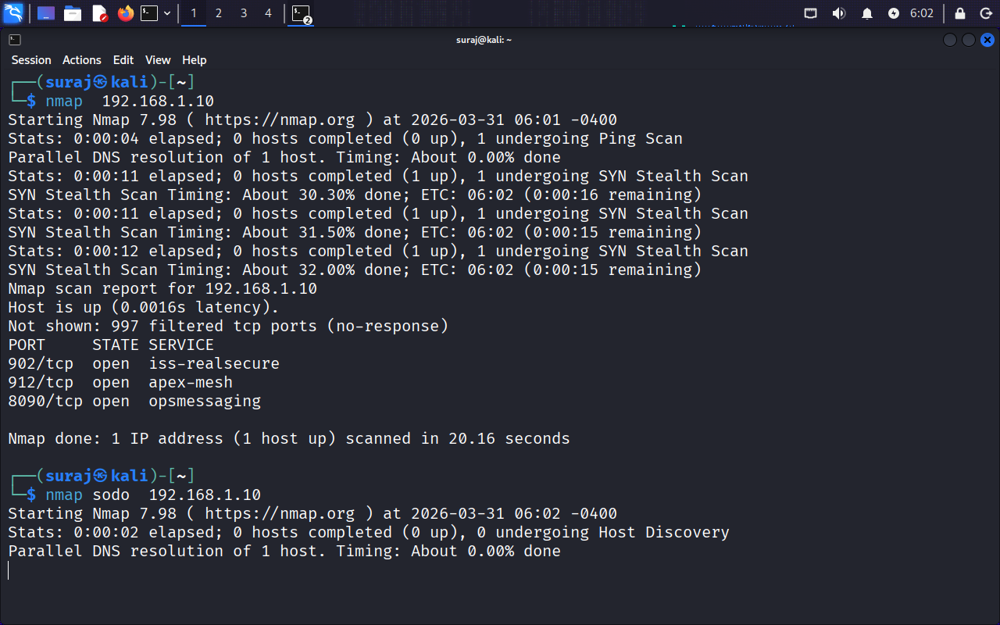 1 2 3 4 2 6:02
suraj@kali: ~
Session Actions Edit View Help
┌──(suraj㉿kali)-[~]
└─$ nmap  192.168.1.10
Starting Nmap 7.98 ( https://nmap.org ) at 2026-03-31 06:01 -0400
Stats: 0:00:04 elapsed; 0 hosts completed (0 up), 1 undergoing Ping Scan
Parallel DNS resolution of 1 host. Timing: About 0.00% done
Stats: 0:00:11 elapsed; 0 hosts completed (1 up), 1 undergoing SYN Stealth Scan
SYN Stealth Scan Timing: About 30.30% done; ETC: 06:02 (0:00:16 remaining)
Stats: 0:00:11 elapsed; 0 hosts completed (1 up), 1 undergoing SYN Stealth Scan
SYN Stealth Scan Timing: About 31.50% done; ETC: 06:02 (0:00:15 remaining)
Stats: 0:00:12 elapsed; 0 hosts completed (1 up), 1 undergoing SYN Stealth Scan
SYN Stealth Scan Timing: About 32.00% done; ETC: 06:02 (0:00:15 remaining)
Nmap scan report for 192.168.1.10
Host is up (0.0016s latency).
Not shown: 997 filtered tcp ports (no-response)
PORT     STATE SERVICE
902/tcp  open  iss-realsecure
912/tcp  open  apex-mesh
8090/tcp open  opsmessaging
Nmap done: 1 IP address (1 host up) scanned in 20.16 seconds
┌──(suraj㉿kali)-[~]
└─$ nmap sodo  192.168.1.10
Starting Nmap 7.98 ( https://nmap.org ) at 2026-03-31 06:02 -0400
Stats: 0:00:02 elapsed; 0 hosts completed (0 up), 0 undergoing Host Discovery
Parallel DNS resolution of 1 host. Timing: About 0.00% done